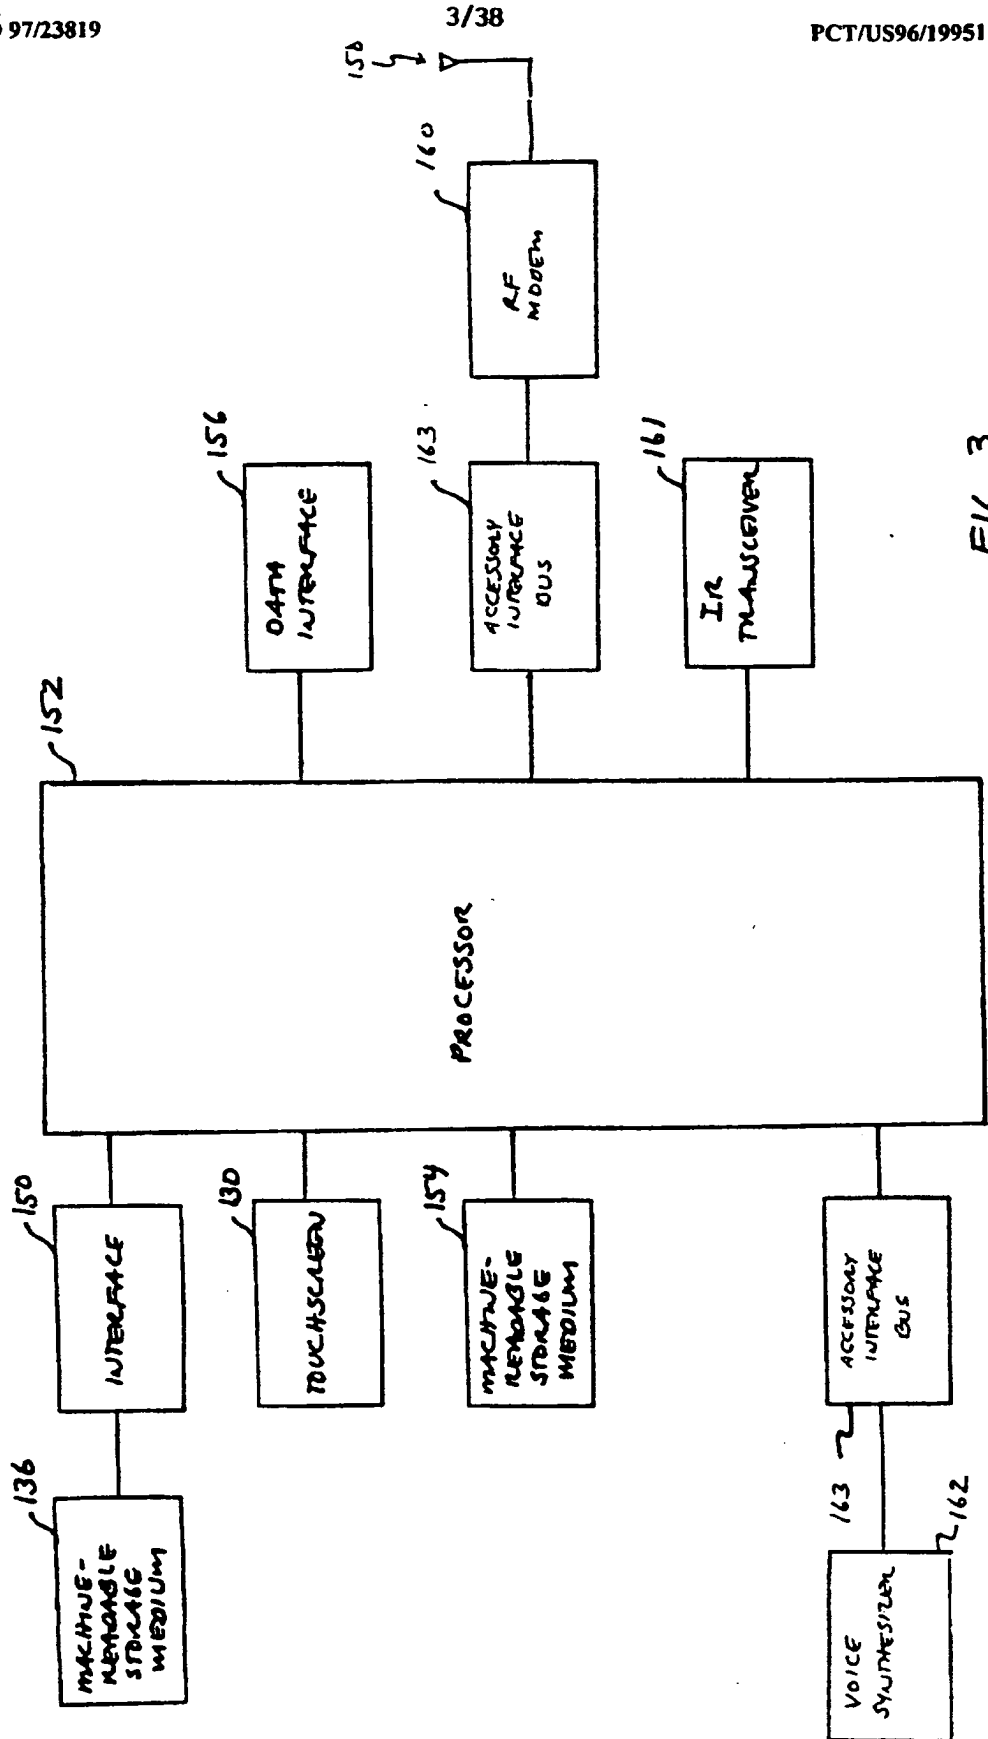 97/23819
3/38
PCT/US96/19951
158
160
RF
MODEM
156
DATA
INTERFACE
163
ACCESSORY
INTERFACE
BUS
161
IR
TRANSCEIVER
3
152
PROCESSOR
150
INTERFACE
130
TOUCHSCREEN
154
MACHINE-
READABLE
STORAGE
MEDIUM
ACCESSORY
INTERFACE
BUS
163
136
MACHINE-
READABLE
STORAGE
MEDIUM
162
VOICE
SYNTHESIZER